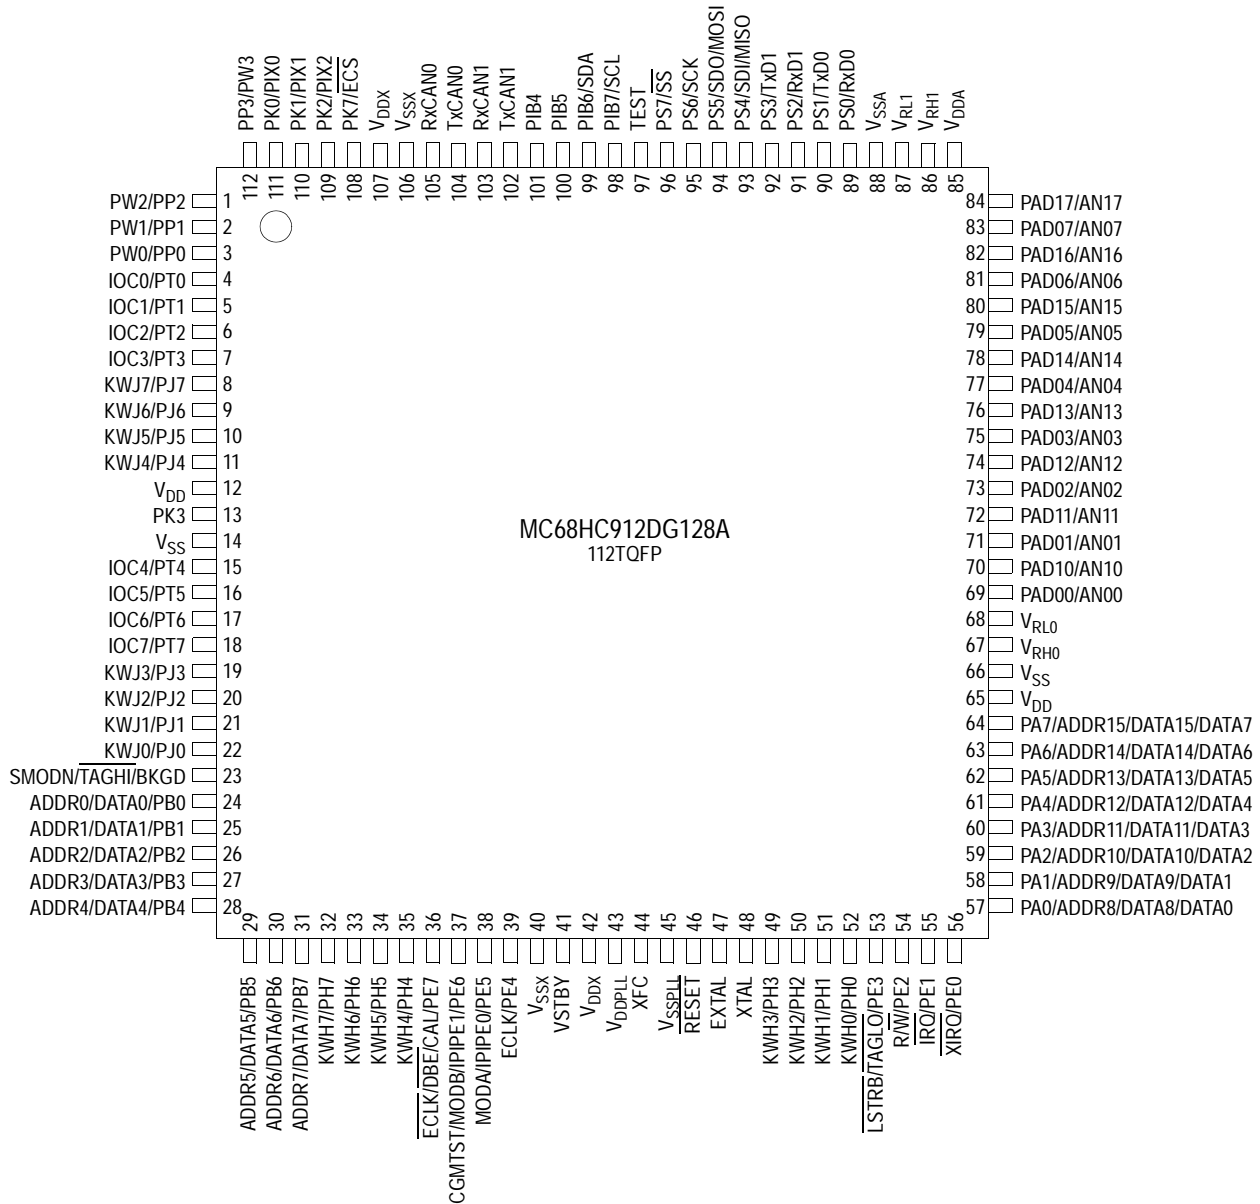 PP3/PW3
PK0/PIX0
PK1/PIX1
PK2/PIX2
PK7/ECS
VDDX
VSSX
RxCAN0
TxCAN0
RxCAN1
TxCAN1
PIB4
PIB5
PIB6/SDA
PIB7/SCL
TEST
PS7/SS
PS6/SCK
PS5/SDO/MOSI
PS4/SDI/MISO
PS3/TxD1
PS2/RxD1
PS1/TxD0
PS0/RxD0
VSSA
VRL1
VRH1
VDDA
112
111
110
109
108
107
106
105
104
103
102
101
100
99
98
97
96
95
94
93
92
91
90
89
88
87
86
85
PW2/PP2 1
PW1/PP1 2
PW0/PP0 3
IOC0/PT0 4
IOC1/PT1 5
IOC2/PT2 6
IOC3/PT3 7
KWJ7/PJ7 8
KWJ6/PJ6 9
KWJ5/PJ5 10
KWJ4/PJ4 11
VDD 12
PK3 13
VSS 14
IOC4/PT4 15
IOC5/PT5 16
IOC6/PT6 17
IOC7/PT7 18
KWJ3/PJ3 19
KWJ2/PJ2 20
KWJ1/PJ1 21
KWJ0/PJ0 22
SMODN/TAGHI/BKGD 23
ADDR0/DATA0/PB0 24
ADDR1/DATA1/PB1 25
ADDR2/DATA2/PB2 26
ADDR3/DATA3/PB3 27
ADDR4/DATA4/PB4 28
MC68HC912DG128A
112TQFP
84 PAD17/AN17
83 PAD07/AN07
82 PAD16/AN16
81 PAD06/AN06
80 PAD15/AN15
79 PAD05/AN05
78 PAD14/AN14
77 PAD04/AN04
76 PAD13/AN13
75 PAD03/AN03
74 PAD12/AN12
73 PAD02/AN02
72 PAD11/AN11
71 PAD01/AN01
70 PAD10/AN10
69 PAD00/AN00
68 VRL0
67 VRH0
66 VSS
65 VDD
64 PA7/ADDR15/DATA15/DATA7
63 PA6/ADDR14/DATA14/DATA6
62 PA5/ADDR13/DATA13/DATA5
61 PA4/ADDR12/DATA12/DATA4
60 PA3/ADDR11/DATA11/DATA3
59 PA2/ADDR10/DATA10/DATA2
58 PA1/ADDR9/DATA9/DATA1
57 PA0/ADDR8/DATA8/DATA0
29
30
31
32
33
34
35
36
37
38
39
40
41
42
43
44
45
46
47
48
49
50
51
52
53
54
55
56
ADDR5/DATA5/PB5
ADDR6/DATA6/PB6
ADDR7/DATA7/PB7
KWH7/PH7
KWH6/PH6
KWH5/PH5
KWH4/PH4
ECLK/DBE/CAL/PE7
CGMTST/MODB/IPIPE1/PE6
MODA/IPIPE0/PE5
ECLK/PE4
VSSX
VSTBY
VDDX
VDDPLL
XFC
VSSPLL
RESET
EXTAL
XTAL
KWH3/PH3
KWH2/PH2
KWH1/PH1
KWH0/PH0
LSTRB/TAGLO/PE3
R/W/PE2
IRQ/PE1
XIRQ/PE0